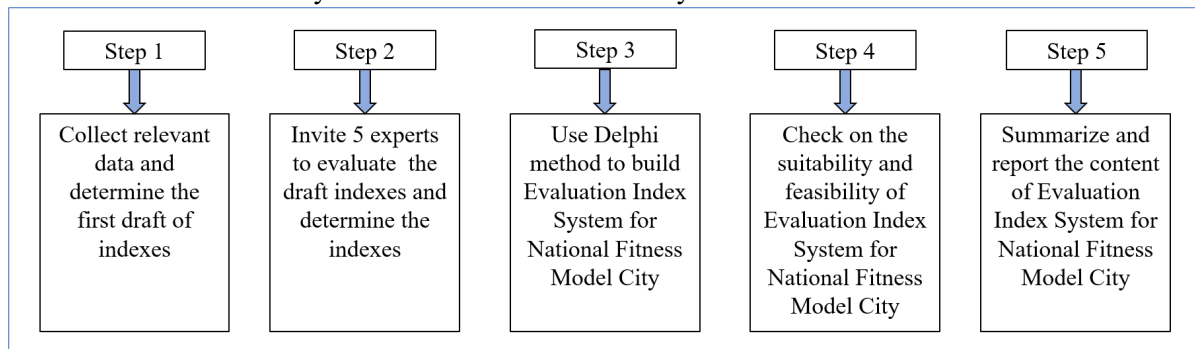 Step 1
Collect relevant
data and
determine the
first draft of
indexes
Step 2
Invite 5 experts
to evaluate the
draft indexes and
determine the
indexes
Step 3
Use Delphi
method to build
Evaluation Index
System for
National Fitness
Model City
Step 4
Check on the
suitability and
feasibility of
Evaluation Index
System for
National Fitness
Model City
Step 5
Summarize and
report the content
of Evaluation
Index System for
National Fitness
Model City